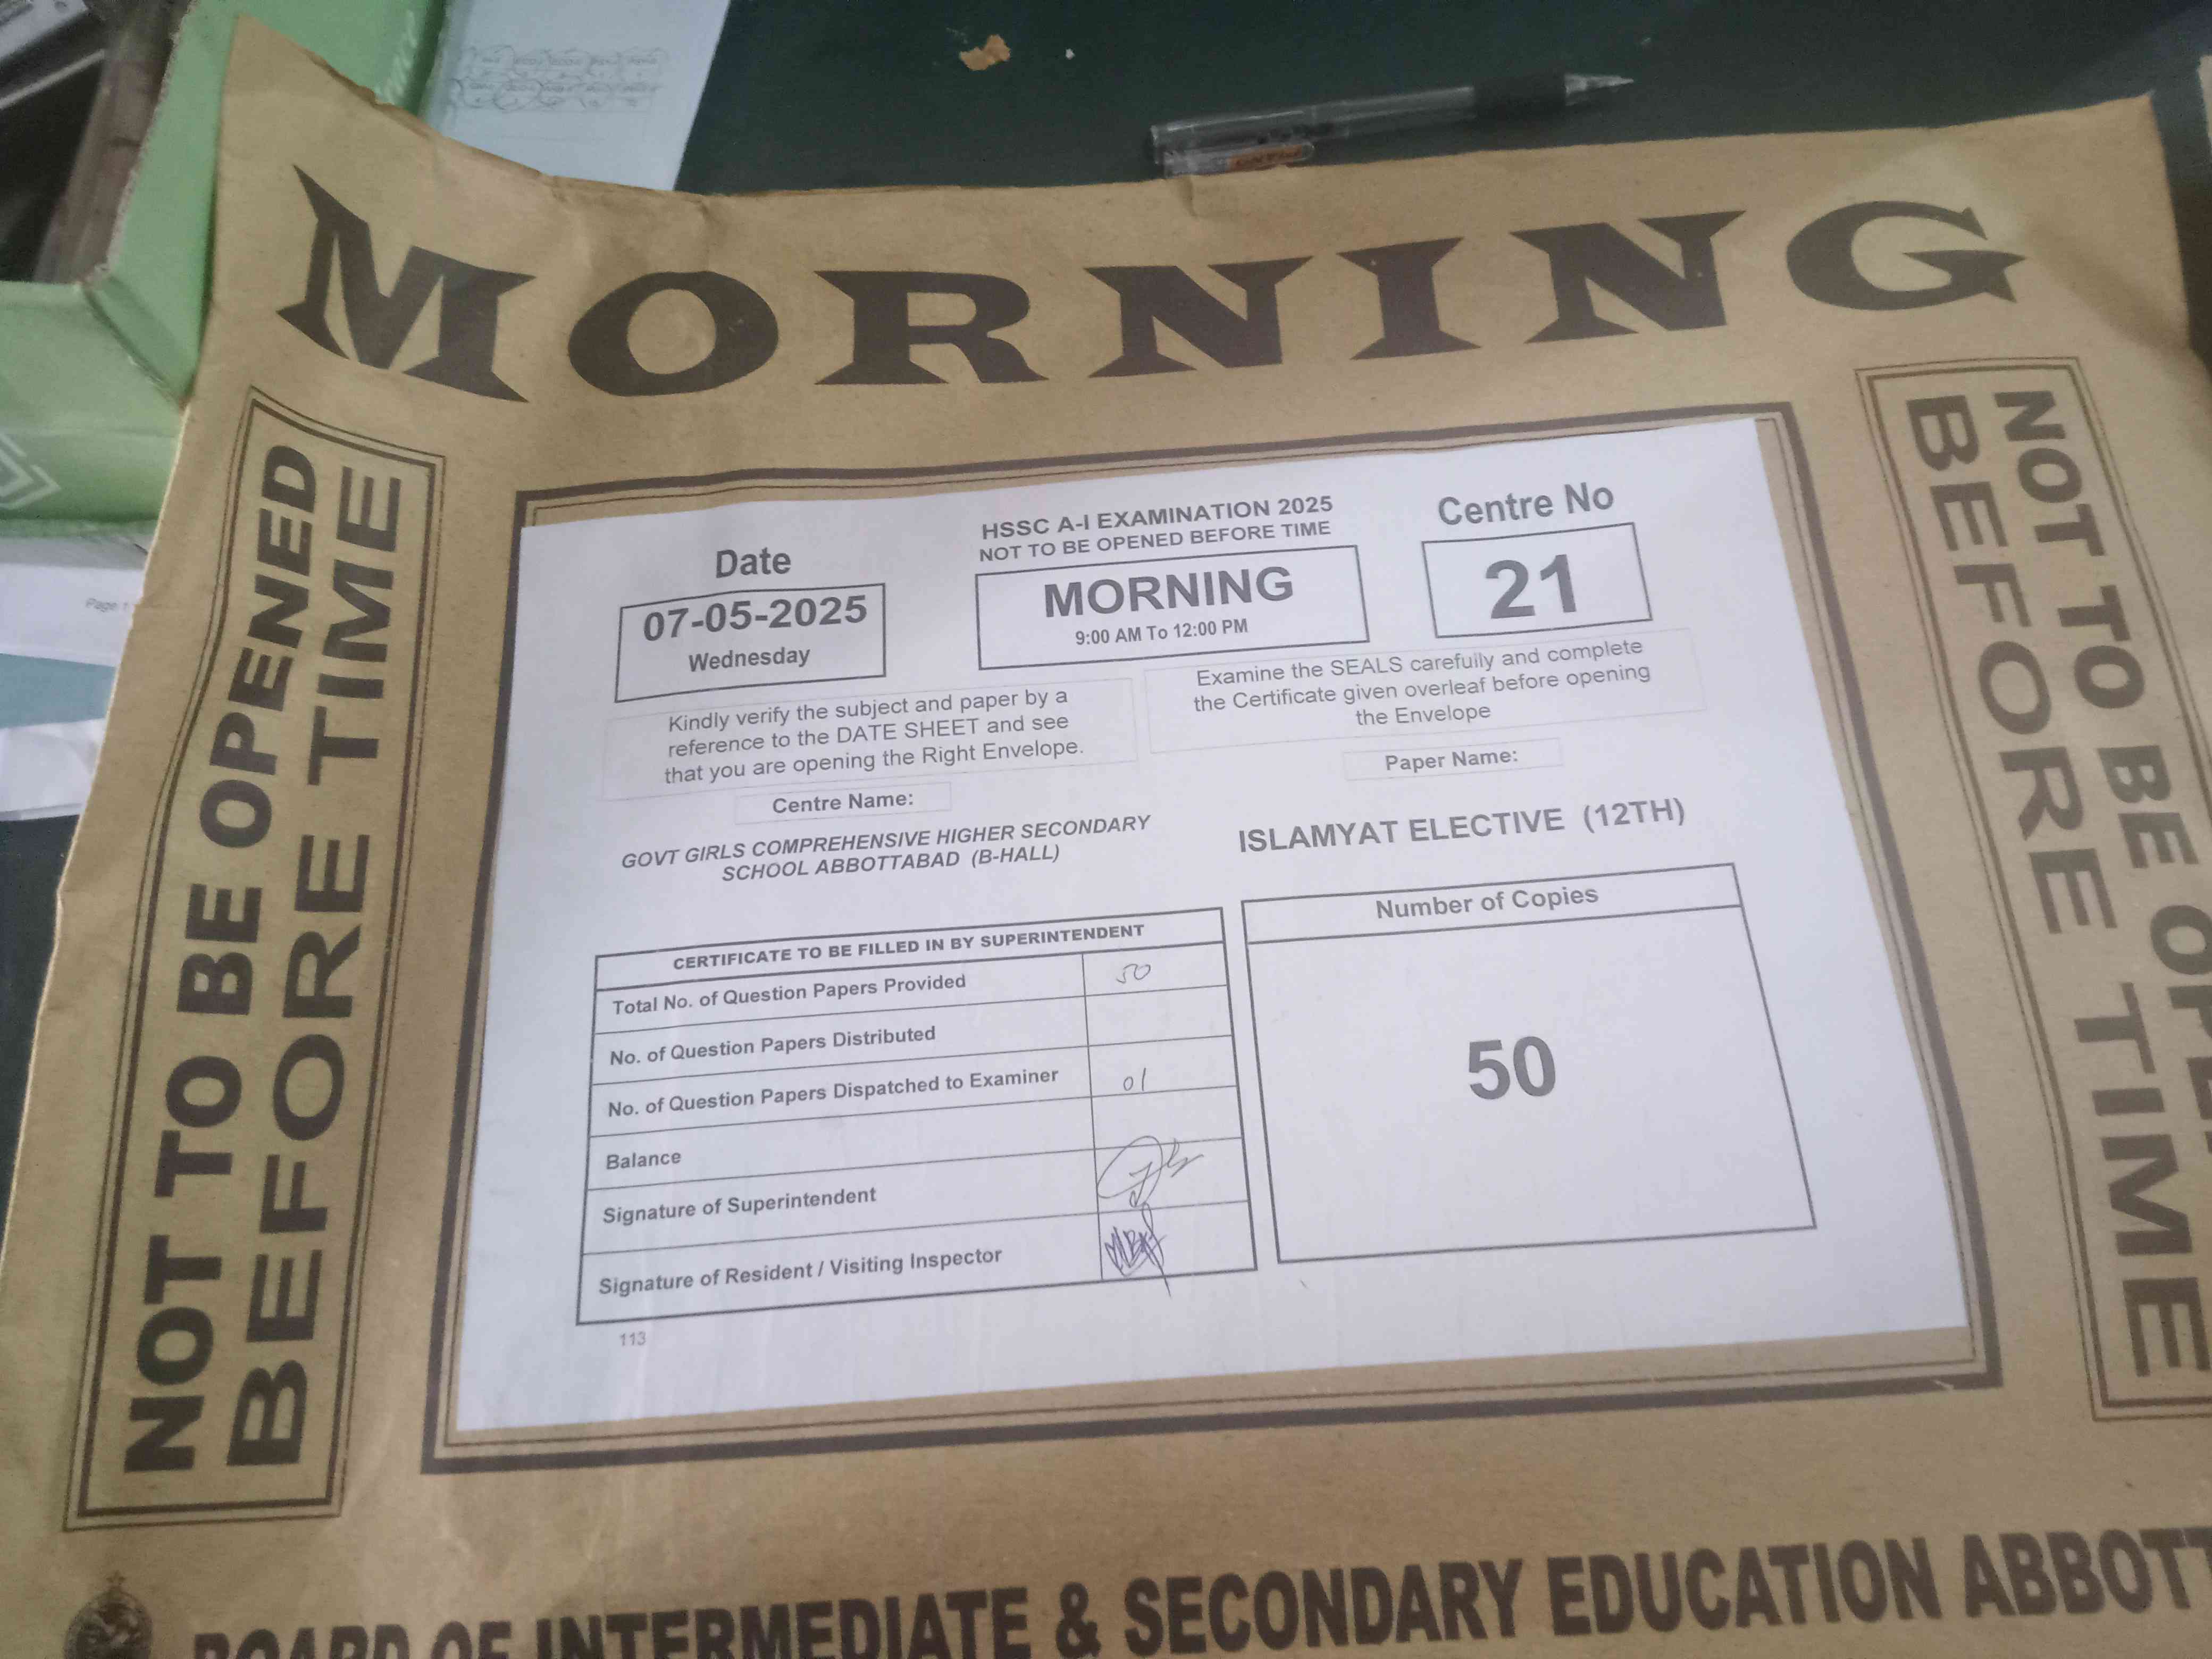 MORNING
NOT TO BE OPENED
BEFORE TIME
NOT TO BE
BEFORE TIME
HSSC A-I EXAMINATION 2025
NOT TO BE OPENED BEFORE TIME
Date
07-05-2025
Wednesday
MORNING
9:00 AM To 12:00 PM
Centre No
21
Kindly verify the subject and paper by a
reference to the DATE SHEET and see
that you are opening the Right Envelope.
Examine the SEALS carefully and complete
the Certificate given overleaf before opening
the Envelope
Centre Name:
GOVT GIRLS COMPREHENSIVE HIGHER SECONDARY
SCHOOL ABBOTTABAD (B-HALL)
Paper Name:
ISLAMYAT ELECTIVE (12TH)
CERTIFICATE TO BE FILLED IN BY SUPERINTENDENT
Total No. of Question Papers Provided 50
No. of Question Papers Distributed
No. of Question Papers Dispatched to Examiner 01
Balance
Signature of Superintendent
Signature of Resident / Visiting Inspector
Number of Copies
50
113
BOARD OF INTERMEDIATE & SECONDARY EDUCATION ABBOTT